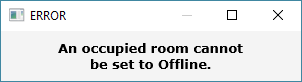 ERROR
An occupied room cannot
be set to Offline.